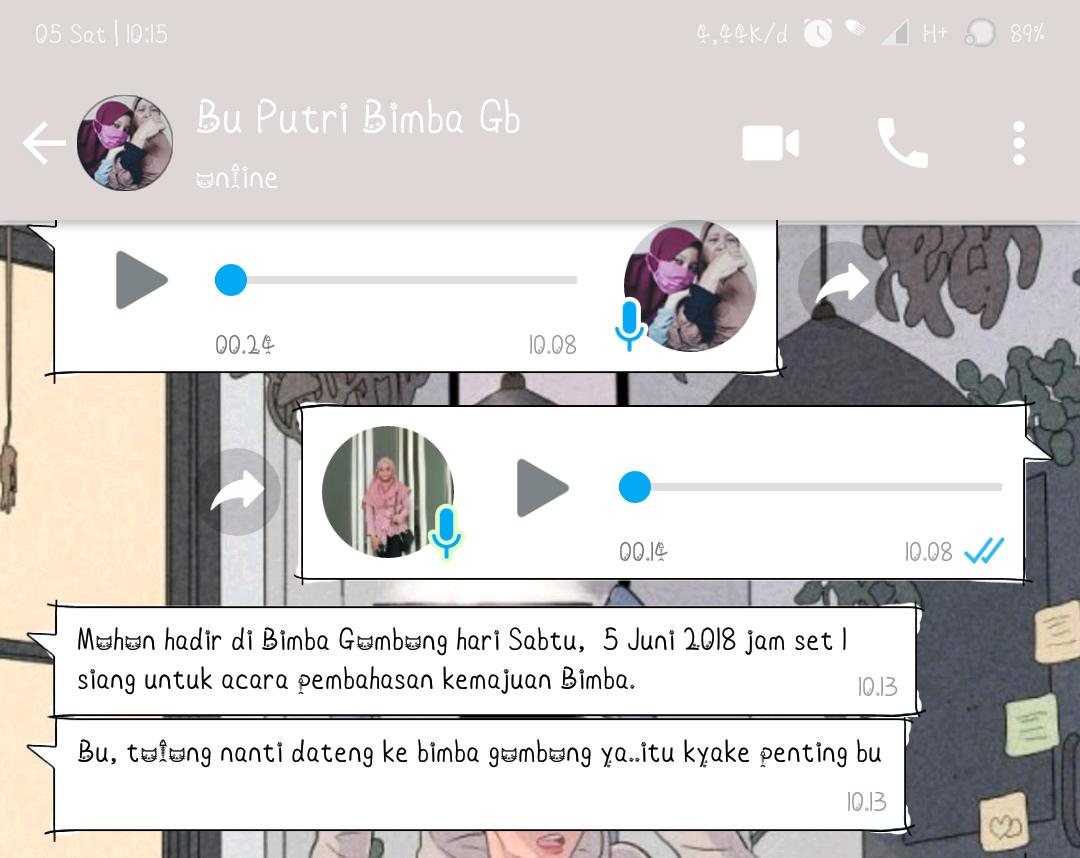 05 Sat | 10:15
4,44K/d H+ 89%
Bu Putri Bimba Gb
online
00.24 10.08
00.14 10.08
Mohon hadir di Bimba Gombong hari Sabtu, 5 Juni 2018 jam set 1
siang untuk acara pembahasan kemajuan Bimba.
10.13
Bu, tolong nanti dateng ke bimba gombong ya..itu kyake penting bu
10.13